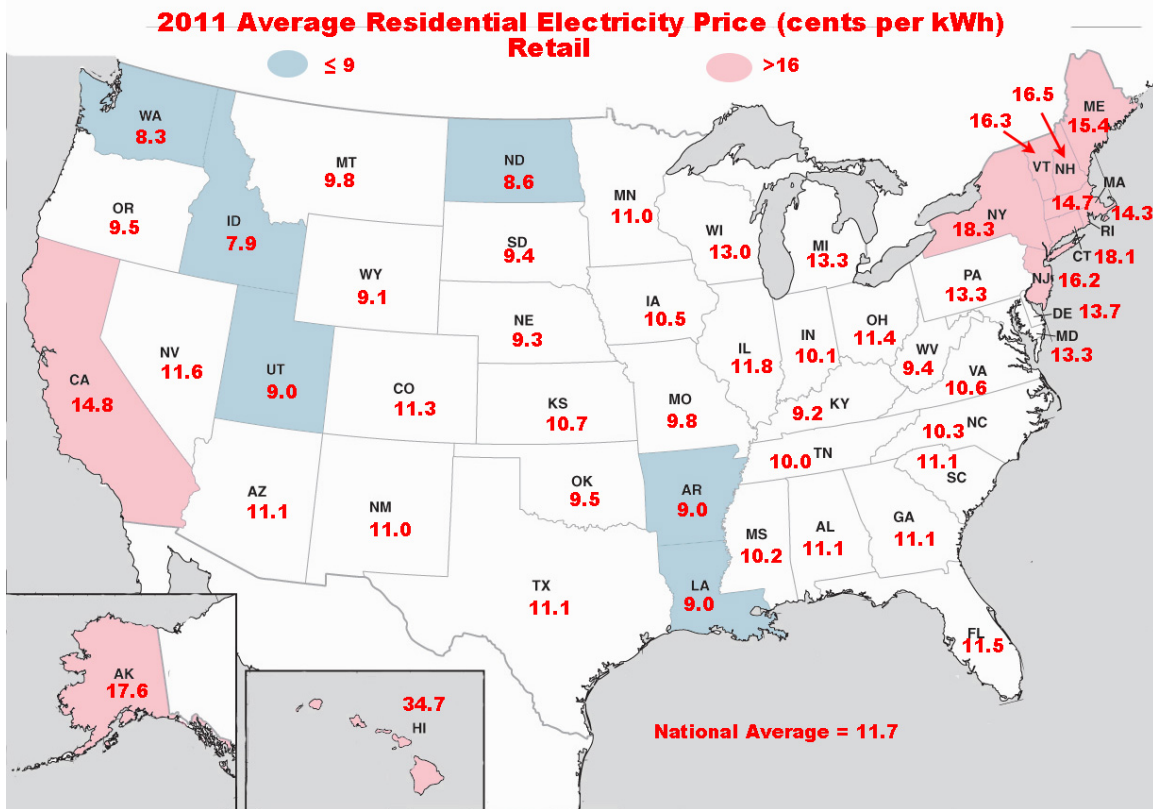 2011 Average Residential Electricity Price (cents per kWh)
Retail
≤ 9
>16
WA
8.3
MT
9.8
ND
8.6
MN
11.0
16.5
16.3
ME
15.4
VT
NH
OR
9.5
ID
7.9
SD
9.4
WI
13.0
MI
13.3
NY
18.3
14.7
MA
14.3
RI
CT 18.1
WY
9.1
NJ
16.2
PA
13.3
NE
9.3
IA
10.5
DE 13.7
MD
13.3
NV
11.6
UT
9.0
CO
11.3
IL
11.8
IN
10.1
OH
11.4
WV
9.4
VA
10.6
CA
14.8
KS
10.7
MO
9.8
9.2 KY
10.3 NC
10.0 TN
11.1
SC
AZ
11.1
NM
11.0
OK
9.5
AR
9.0
MS
10.2
AL
11.1
GA
11.1
TX
11.1
LA
9.0
FL
11.5
AK
17.6
34.7
HI
National Average = 11.7